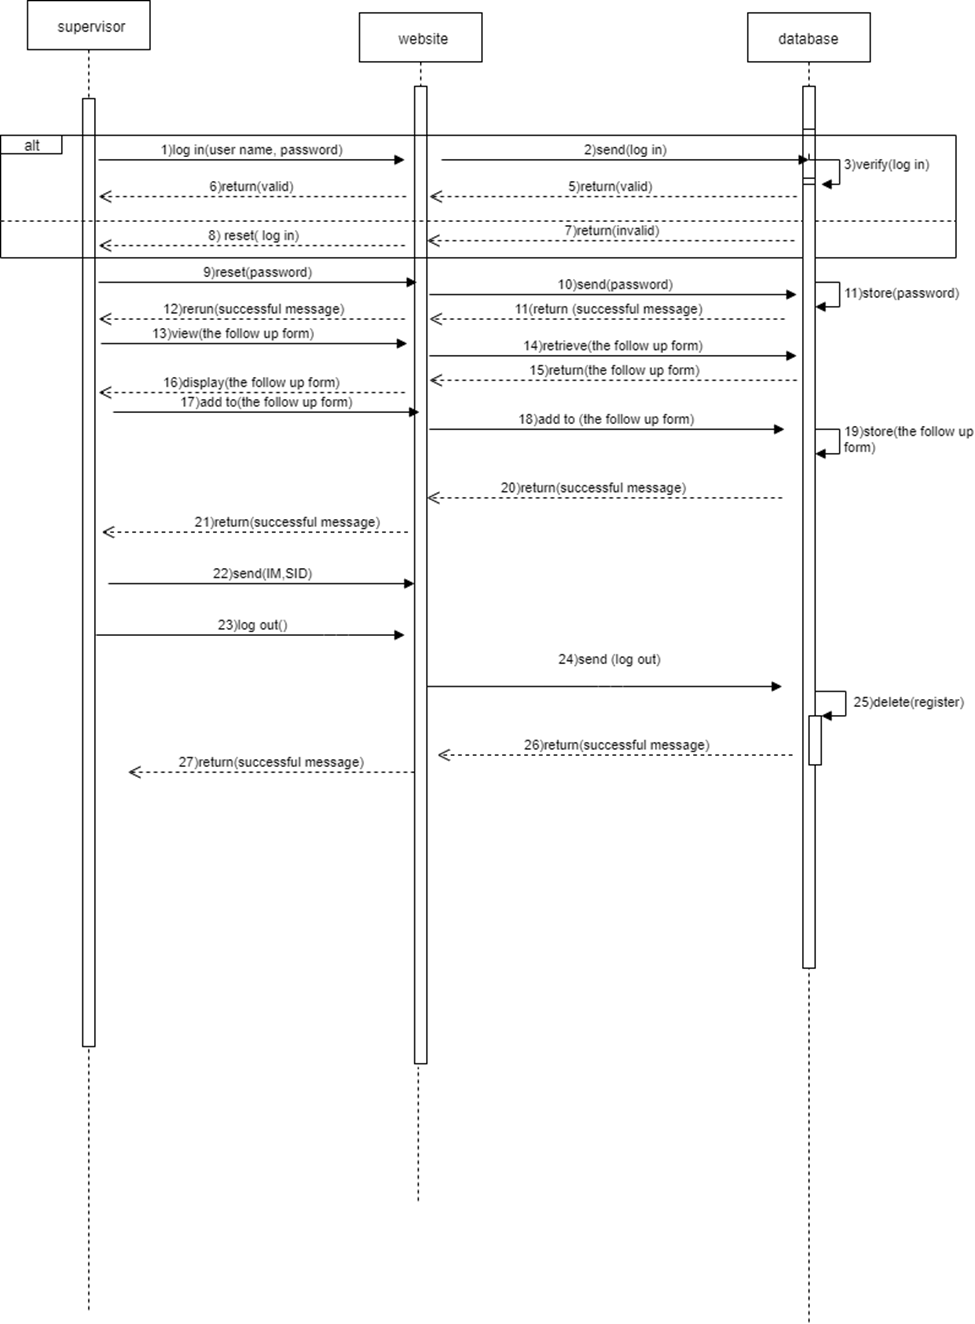 supervisor
website
database
alt
1)log in(user name, password)
2)send(log in)
3)verify(log in)
6)return(valid)
5)return(valid)
7)return(invalid)
8) reset( log in)
9)reset(password)
10)send(password)
11)store(password)
12)rerun(successful message)
11(return (successful message)
13)view(the follow up form)
14)retrieve(the follow up form)
15)return(the follow up form)
16)display(the follow up form)
17)add to(the follow up form)
18)add to (the follow up form)
19)store(the follow up
form)
20)return(successful message)
21)return(successful message)
22)send(IM,SID)
23)log out()
24)send (log out)
25)delete(register)
26)return(successful message)
27)return(successful message)